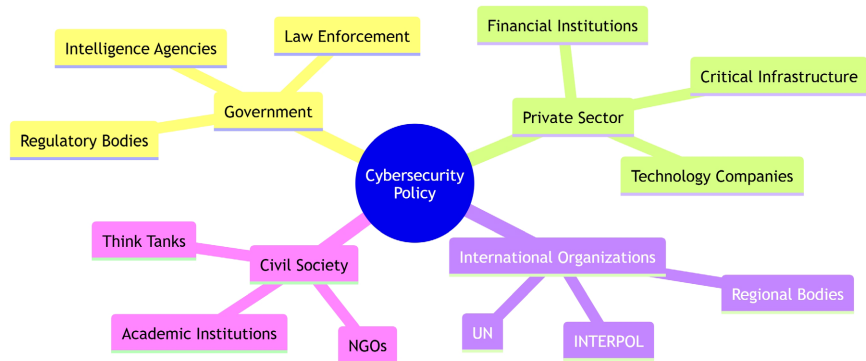 Financial Institutions
Law Enforcement
Intelligence Agencies
Critical Infrastructure
Government
Private Sector
Regulatory Bodies
Cybersecurity
Policy
Technology Companies
Think Tanks
Civil Society
International Organizations
Regional Bodies
Academic Institutions
NGOs
UN
INTERPOL